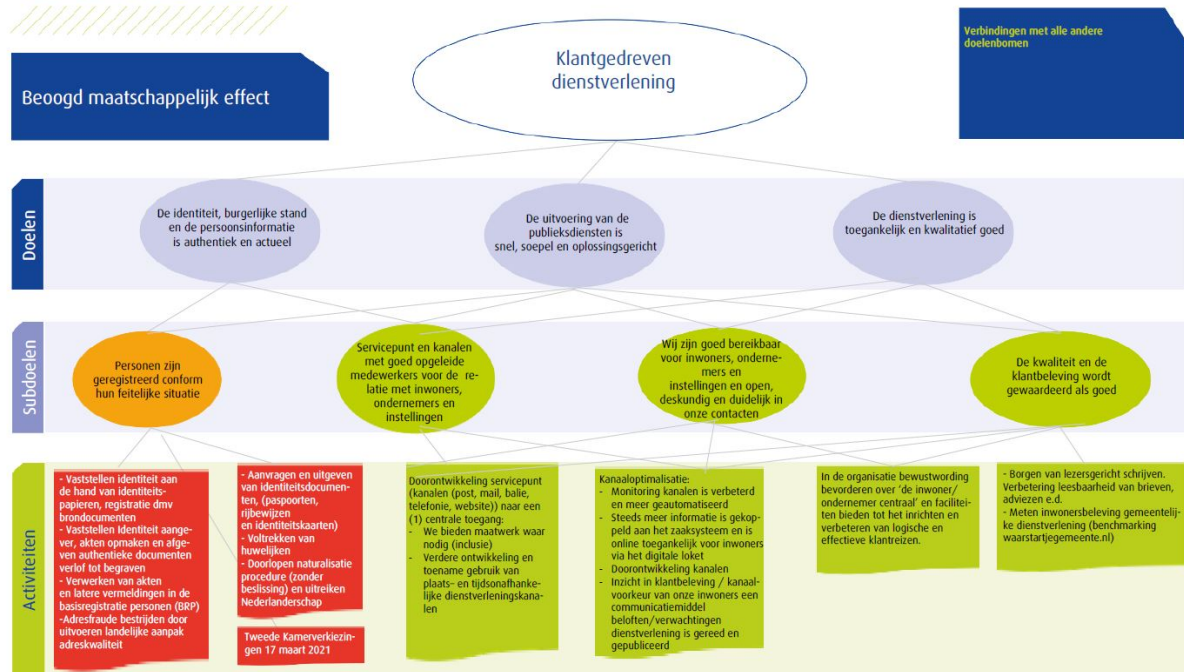 Klantgedreven
dienstverlening
Verbindingen met alle andere
doelenbomen
Beoogd maatschappelijk effect
Doelen
De identiteit, burgerlijke stand
en de persoonsinformatie
is authentiek en actueel
De uitvoering van de
publieksdiensten is
snel, soepel en oplossingsgericht
De dienstverlening is
toegankelijk en kwalitatief goed
Subdoelen
Personen zijn
geregistreerd conform
hun feitelijke situatie
Servicepunt en kanalen
met goed opgeleide
medewerkers voor de re-
latie met inwoners,
ondernemers en
instellingen
Wij zijn goed bereikbaar
voor inwoners, onderne-
mers en
instellingen en open,
deskundig en duidelijk in
onze contacten
De kwaliteit en de
klantbeleving wordt
gewaardeerd als goed
Activiteiten
- Vaststellen identiteit aan
de hand van identiteits-
papieren, registratie dmv
brondocumenten
- Vaststellen Identiteit aange-
ver, akten opmaken en afge-
ven authentieke documenten
verlof tot begraven
- Verwerken van akten
en latere vermeldingen in de
basisregistratie personen (BRP)
-Adresfraude bestrijden door
uitvoeren landelijke aanpak
adreskwaliteit
- Aanvragen en uitgeven
van identiteitsdocumen-
ten, (paspoorten,
rijbewijzen
en identiteitskaarten)
- Voltrekken van
huwelijken
- Doorlopen naturalisatie
procedure (zonder
beslissing) en uitreiken
Nederlanderschap
Tweede Kamerverkiezin-
gen 17 maart 2021
Doorontwikkeling servicepunt
(kanalen (post, mail, balie,
telefonie, website)) naar een
(1) centrale toegang:
- We bieden maatwerk waar
nodig (inclusie)
- Verdere ontwikkeling en
toename gebruik van
plaats- en tijdsonafhanke-
lijke dienstverleningskana-
len
Kanaaloptimalisatie:
- Monitoring kanalen is verbeterd
en meer geautomatiseerd
- Steeds meer informatie is gekop-
peld aan het zaaksysteem en is
online toegankelijk voor inwoners
via het digitale loket
- Doorontwikkeling kanalen
- Inzicht in klantbeleving / kanaal-
voorkeur van onze inwoners een
communicatiemiddel
beloften/verwachtingen
dienstverlening is gereed en
gepubliceerd
In de organisatie bewustwording
bevorderen over 'de inwoner/
ondernemer centraal' en facilitei-
ten bieden tot het inrichten en
verbeteren van logische en
effectieve klantreizen.
- Borgen van lezersgericht schrijven.
Verbetering leesbaarheid van brieven,
adviezen e.d.
- Meten inwonersbeleving gemeentelij-
ke dienstverlening (benchmarking
waarstartjegemeente.nl)